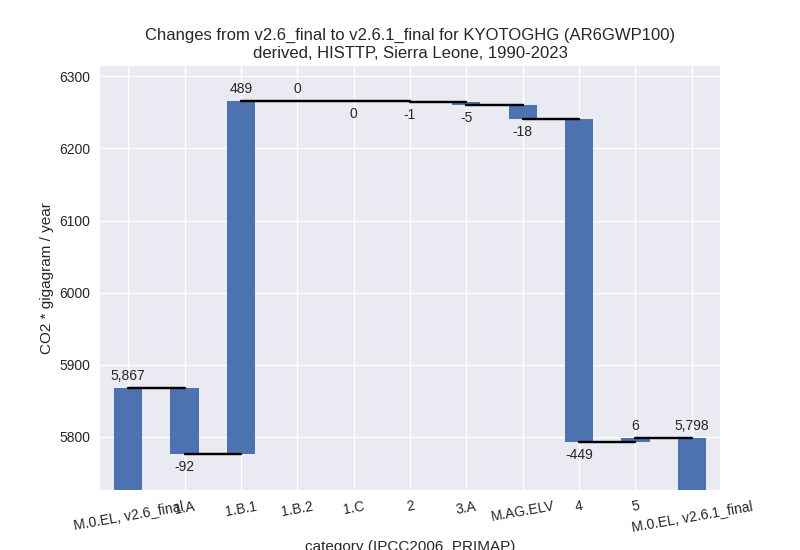 Changes from v2.6_final to v2.6.1_final for KYOTOGHG (AR6GWP100)
derived, HISTTP, Sierra Leone, 1990-2023
CO2 * gigagram / year
6300
6200
6100
6000
5900
5800
5,867
-92
489
0
0
-1
-5
-18
-449
6
5,798
M.0.EL, v2.6_final
1.A
1.B.1
1.B.2
1.C
2
3.A
M.AG.ELV
4
5
M.0.EL, v2.6.1_final
category (IPCC2006_PRIMAP)